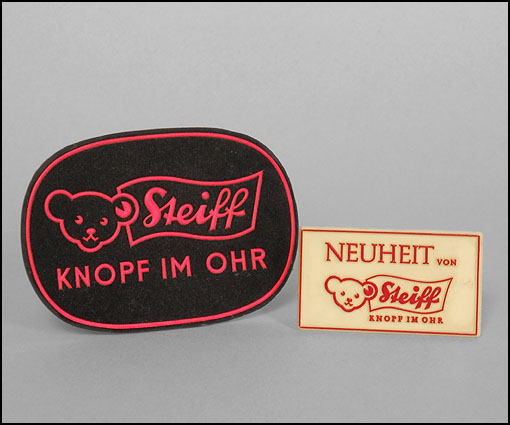 Steiff
KNOPF IM OHR
NEUHEIT VON
Steiff
KNOPF IM OHR